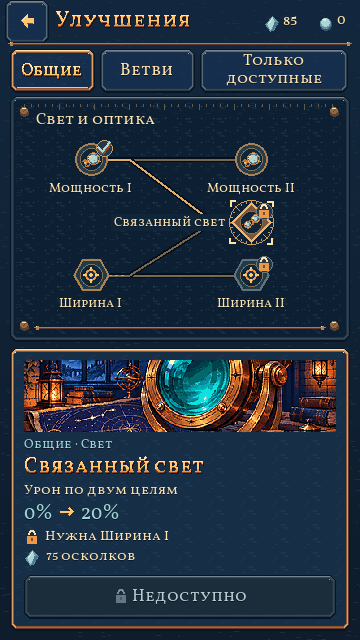 Улучшения
85
0
Общие
Ветви
Только
доступные
Свет и оптика
Мощность I
Мощность II
Связанный свет
Ширина I
Ширина II
Общие · Свет
Связанный свет
Урон по двум целям
0% → 20%
Нужна Ширина I
75 осколков
Недоступно